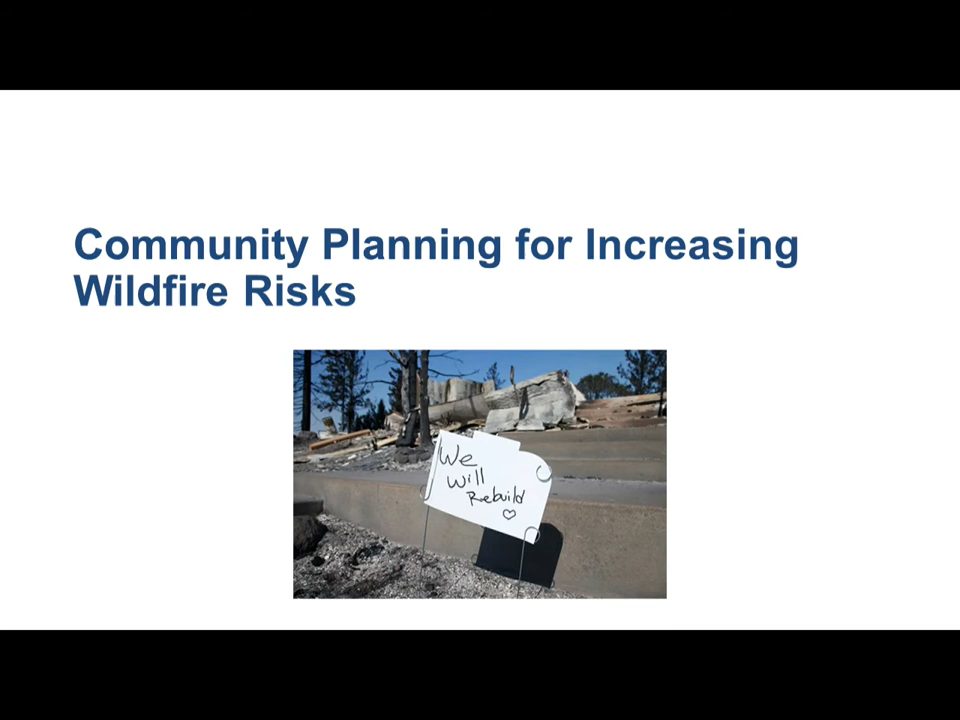 Community Planning for Increasing
Wildfire Risks
We
Will
Rebuild